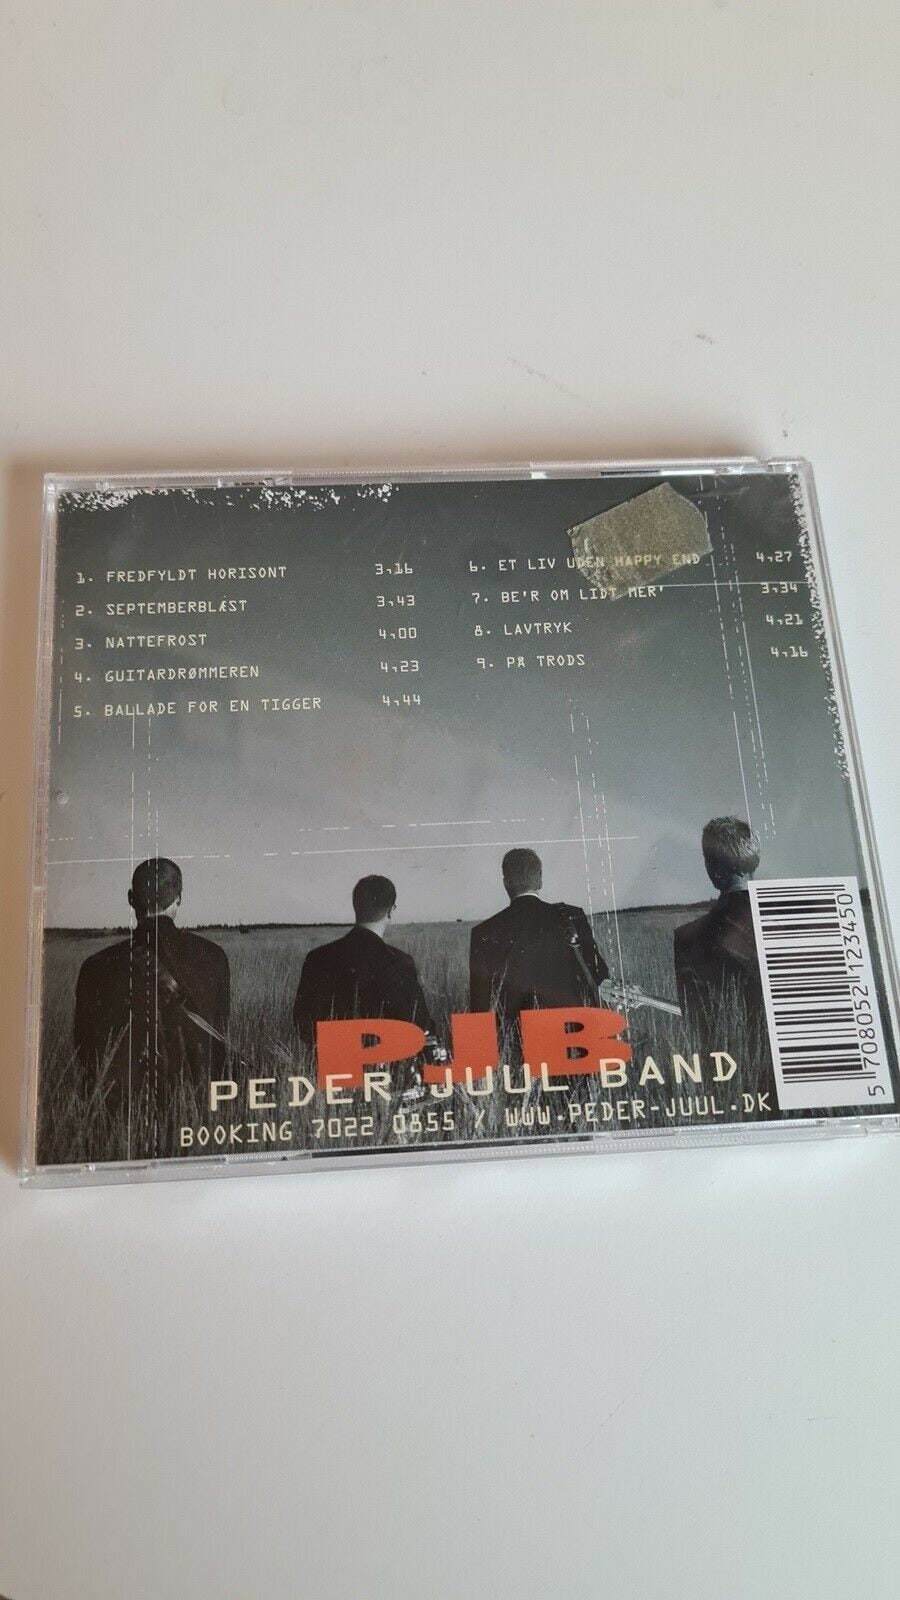 1. FREDFYLDT HORISONT 3,16
2. SEPTEMBERBLÆST 3,43
3. NATTEFROST 4,00
4. GUITARDRØMMEREN 4,23
5. BALLADE FOR EN TIGGER 4,44
6. ET LIV UDEN HAPPY END 4,27
7. BE'R OM LIDT MER' 3,34
8. LAVTRYK 4,21
9. PÅ TRODS 4,16
PJB
PEDER JUUL BAND
BOOKING 7022 0855 / WWW.PEDER-JUUL.DK
5 708052 123450